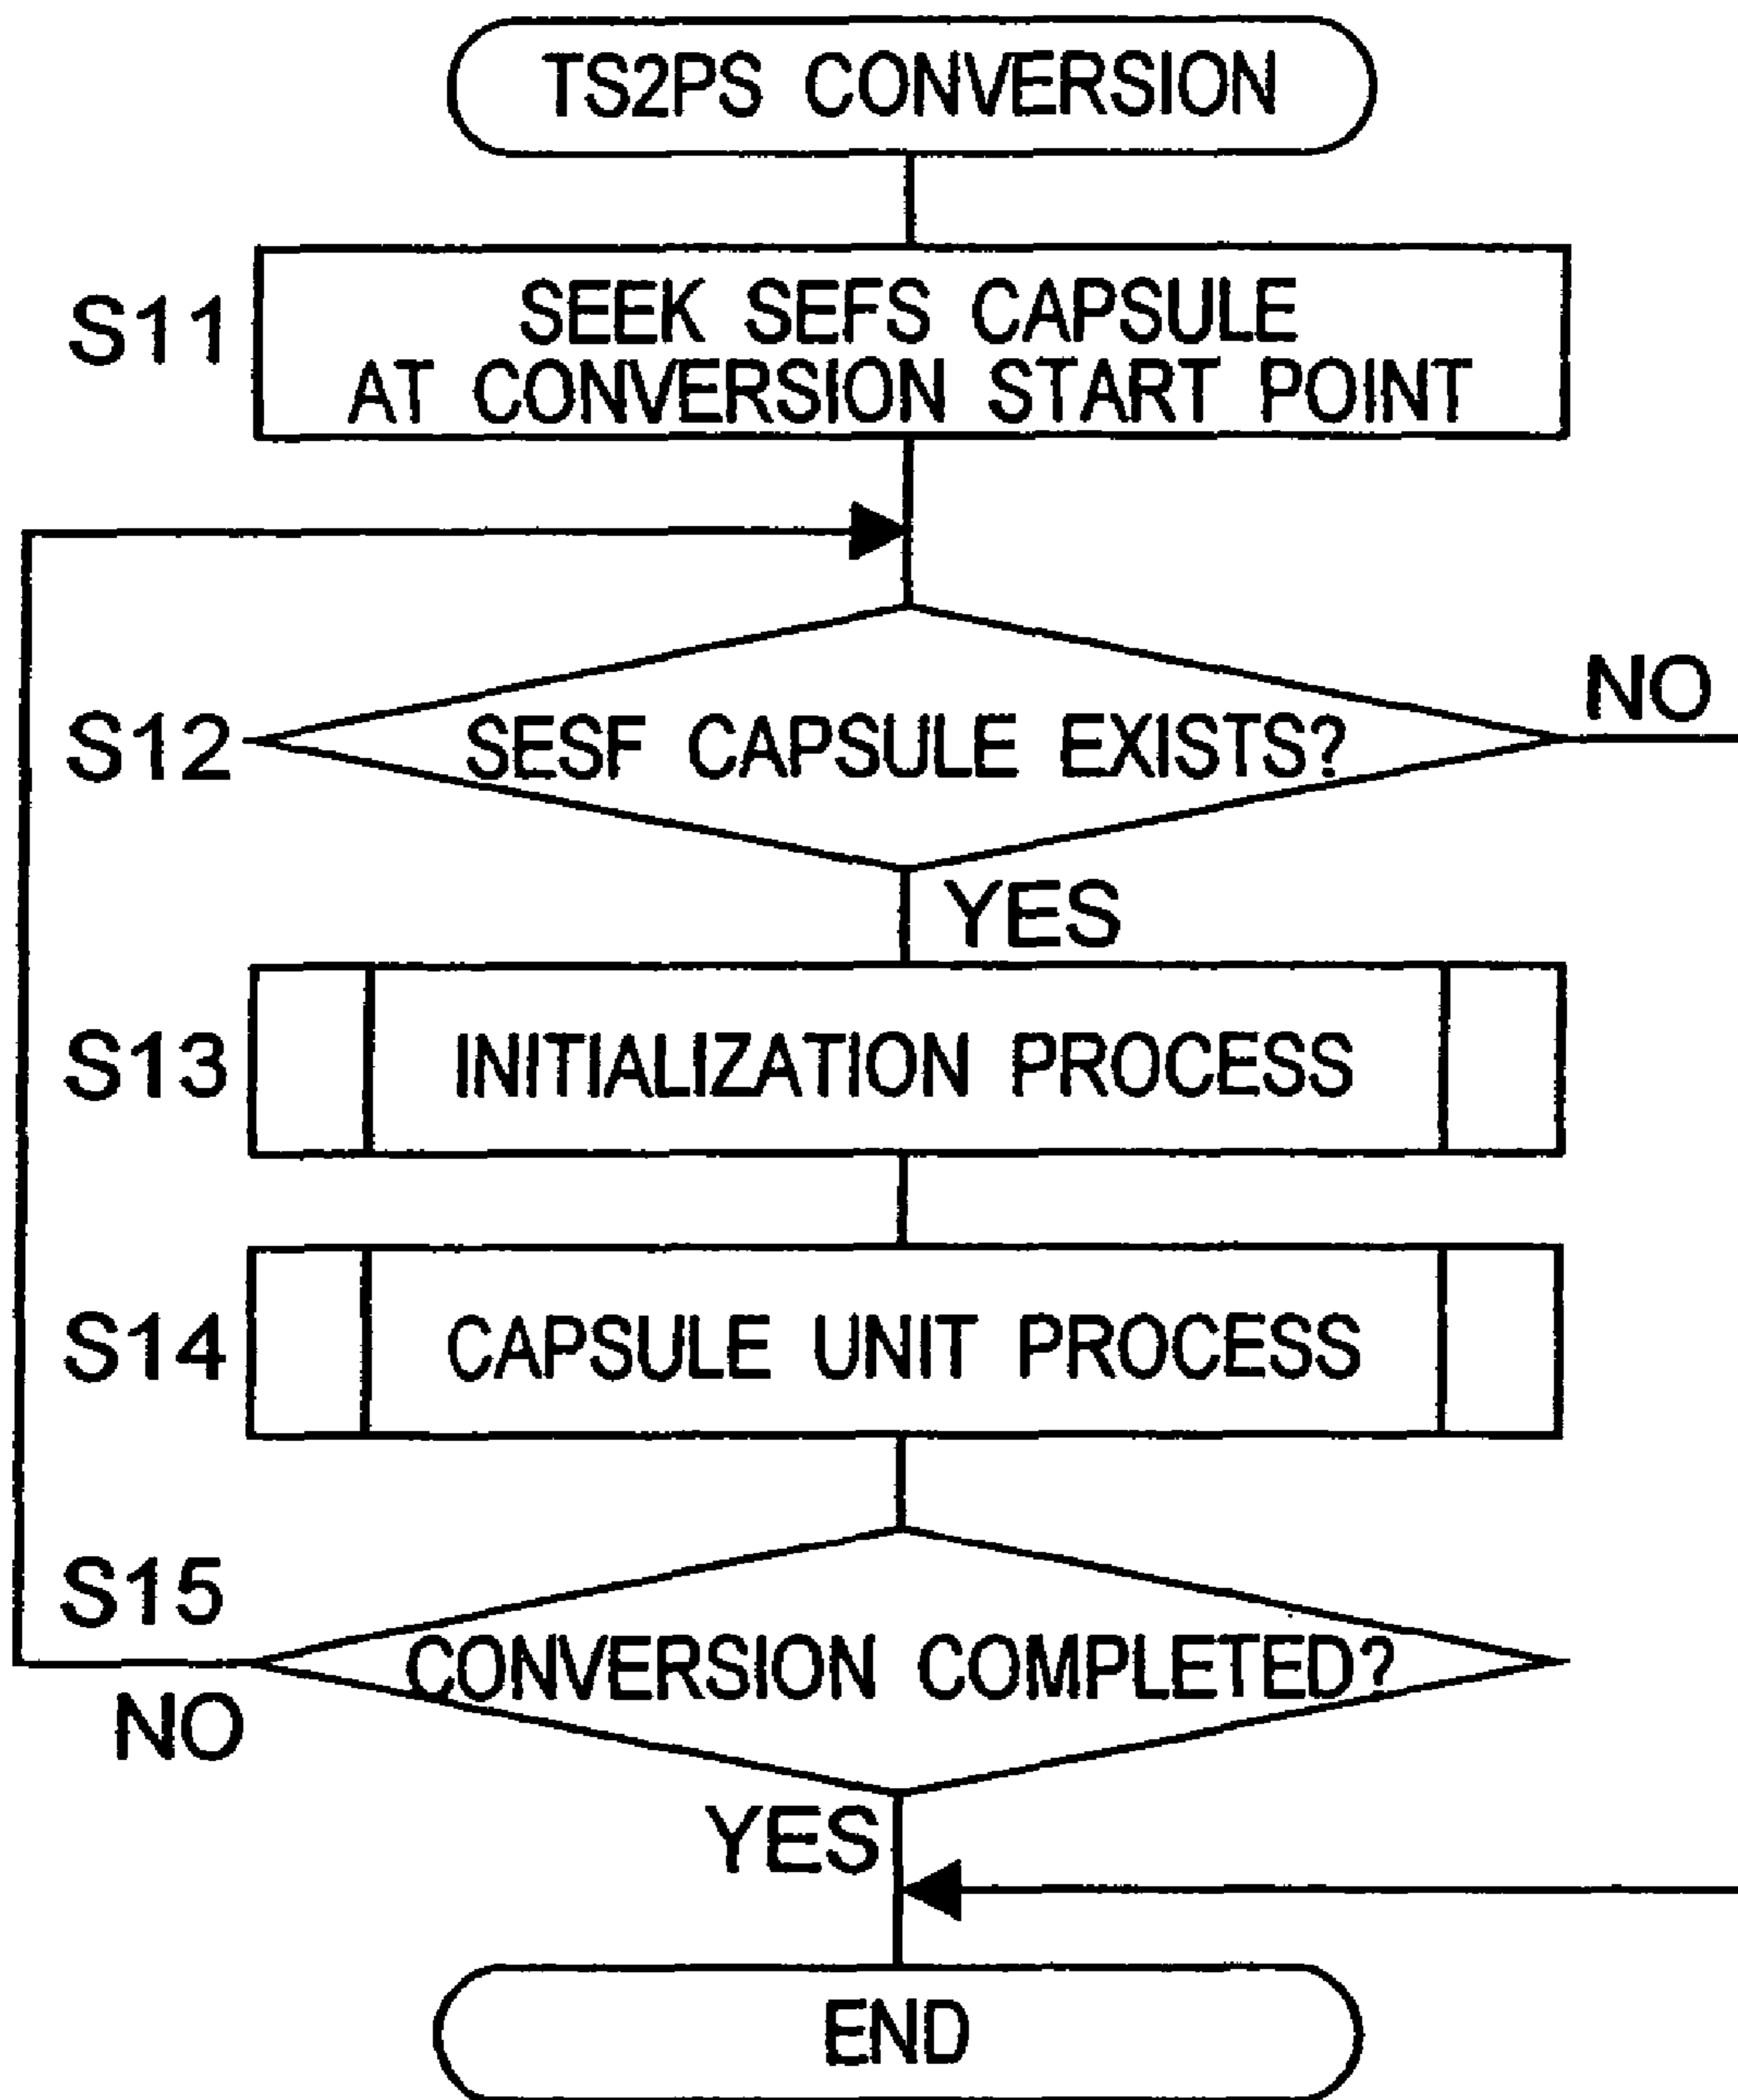 TS2PS CONVERSION
S11
SEEK SEFS CAPSULE
AT CONVERSION START POINT
S12
SESF CAPSULE EXISTS?
NO
YES
S13
INITIALIZATION PROCESS
S14
CAPSULE UNIT PROCESS
S15
CONVERSION COMPLETED?
NO
YES
END